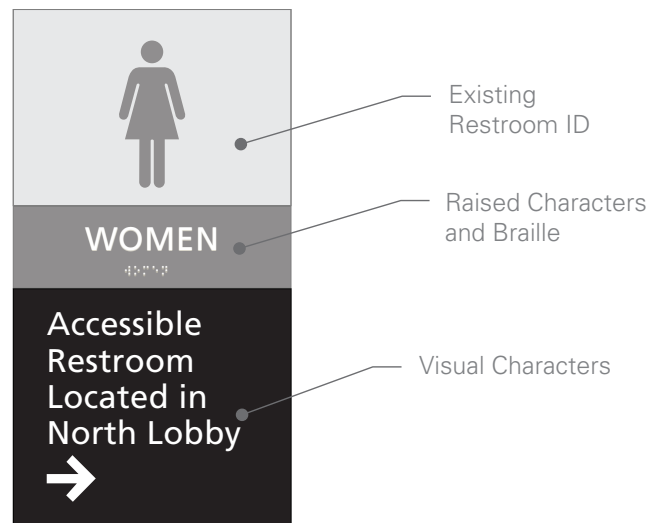 Existing
Restroom ID
WOMEN
⠺⠕⠍⠑⠝
Raised Characters
and Braille
Accessible
Restroom
Located in
North Lobby
Visual Characters